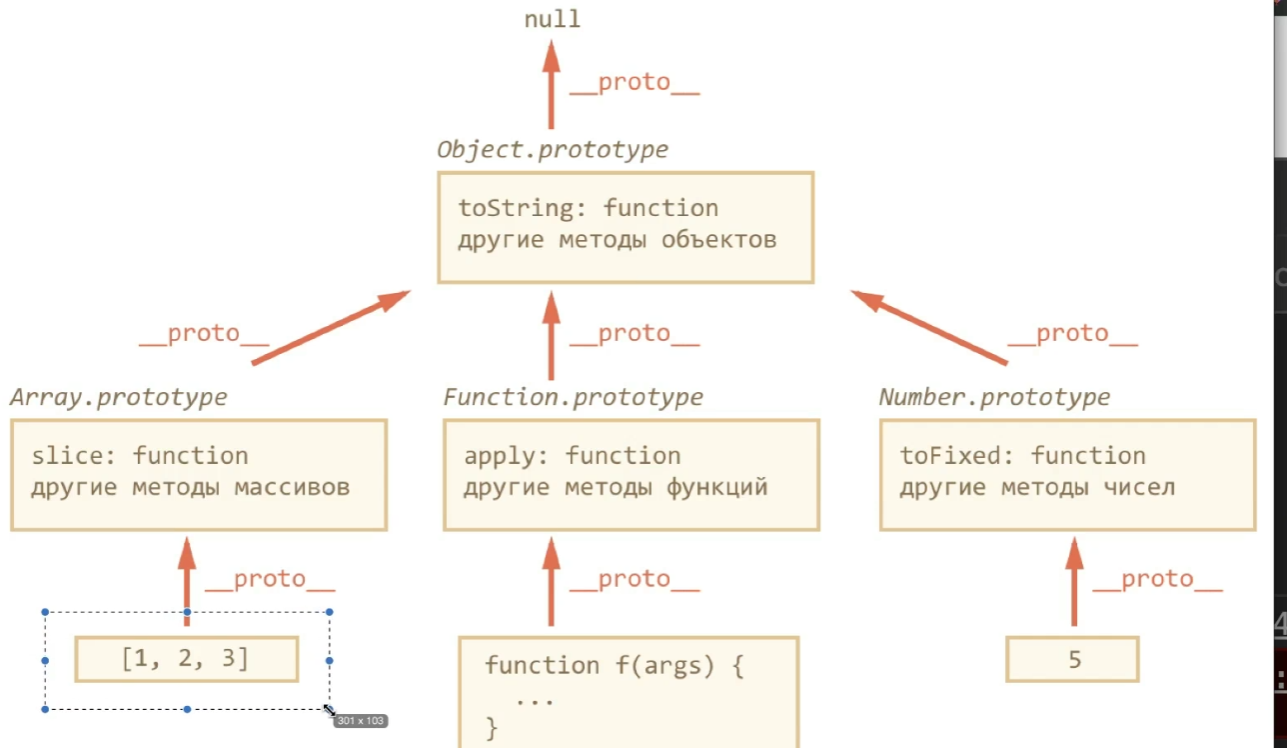 null
__proto__
Object.prototype
toString: function
другие методы объектов
__proto__
__proto__
__proto__
Array.prototype
Function.prototype
Number.prototype
slice: function
другие методы массивов
apply: function
другие методы функций
toFixed: function
другие методы чисел
__proto__
__proto__
__proto__
[1, 2, 3]
function f(args) {
...
}
5
301 x 103